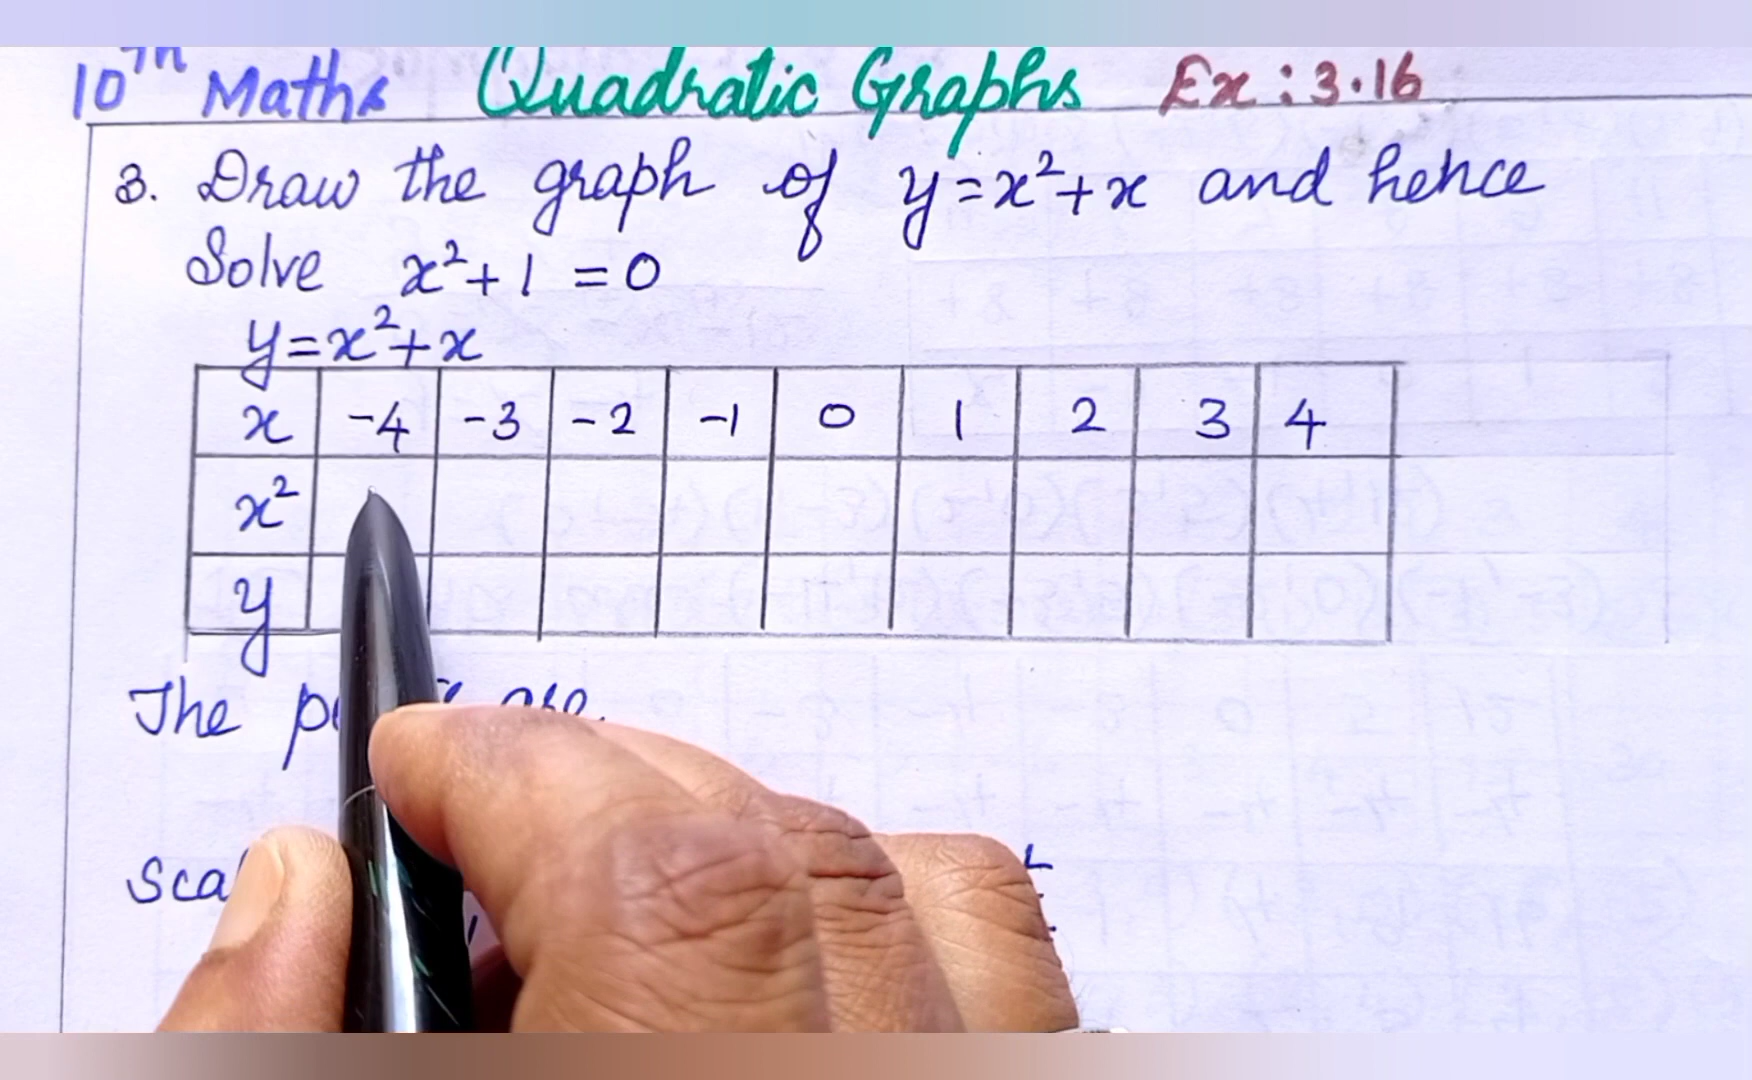 10th Maths Quadratic Graphs Ex: 3.16
3. Draw the graph of y=x²+x and hence
Solve x²+1=0
y=x²+x
x -4 -3 -2 -1 0 1 2 3 4
x²
y
The are